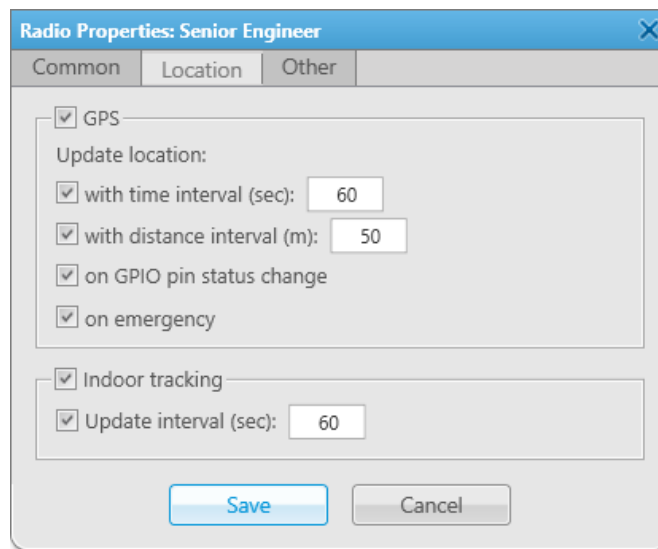 Radio Properties: Senior Engineer
Common Location Other
GPS
Update location:
with time interval (sec): 60
with distance interval (m): 50
on GPIO pin status change
on emergency
Indoor tracking
Update interval (sec): 60
Save Cancel